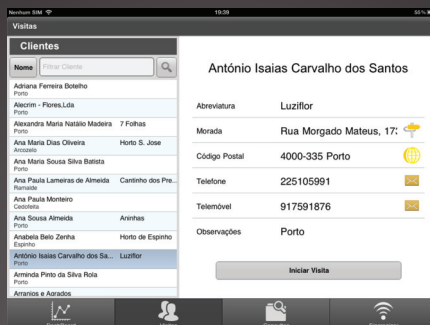 Nenhum SIM 19:39 55%
Visitas
Clientes
Nome Filtrar Cliente
Adriana Ferreira Botelho
Porto
Alecrim - Flores,Lda
Porto
Alexandra Maria Natálio Madeira 7 Folhas
Porto
Ana Maria Dias Oliveira Horto S. Jose
Arcozelo
Ana Maria Sousa Silva Batista
Porto
Ana Paula Lameiras de Almeida Cantinho dos Pre...
Ramalde
Ana Paula Monteiro
Cedofeita
Ana Sousa Almeida Aninhas
Porto
Anabela Belo Zenha Horto de Espinho
Espinho
António Isaias Carvalho dos Sa... Luziflor
Porto
Arminda Pinto da Silva Rola
Porto
Arranjos e Agrados
António Isaias Carvalho dos Santos
Abreviatura Luziflor
Morada Rua Morgado Mateus, 17:
Código Postal 4000-335 Porto
Telefone 225105991
Telemóvel 917591876
Observações Porto
Iniciar Visita